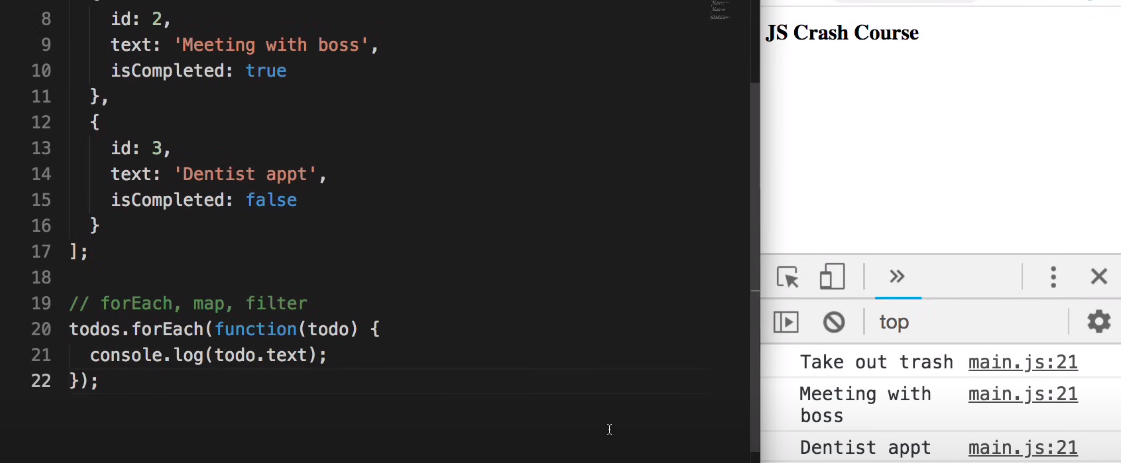 8 id: 2,
9 text: 'Meeting with boss',
10 isCompleted: true
11 },
12 {
13 id: 3,
14 text: 'Dentist appt',
15 isCompleted: false
16 }
17 ];
18
19 // forEach, map, filter
20 todos.forEach(function(todo) {
21 console.log(todo.text);
22 });
JS Crash Course
top
Take out trash main.js:21
Meeting with main.js:21
boss
Dentist appt main.js:21